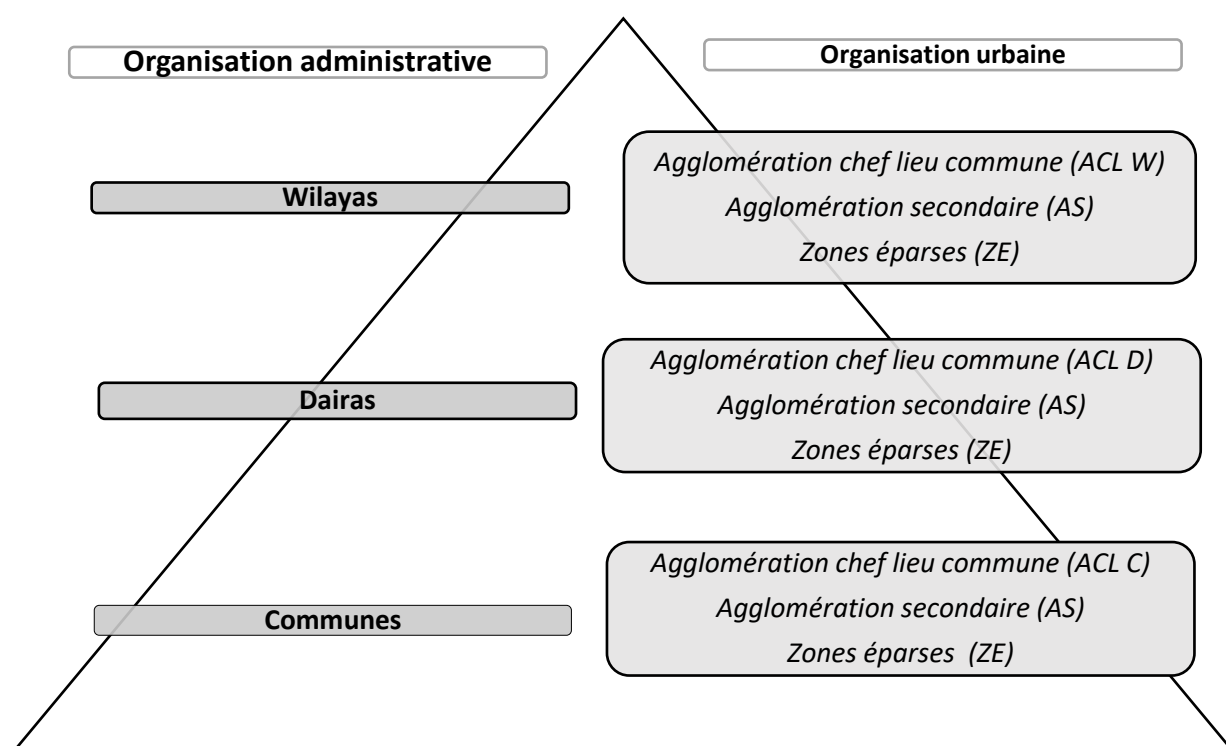 Organisation administrative
Organisation urbaine
Wilayas
Agglomération chef lieu commune (ACL W)
Agglomération secondaire (AS)
Zones éparses (ZE)
Dairas
Agglomération chef lieu commune (ACL D)
Agglomération secondaire (AS)
Zones éparses (ZE)
Communes
Agglomération chef lieu commune (ACL C)
Agglomération secondaire (AS)
Zones éparses  (ZE)